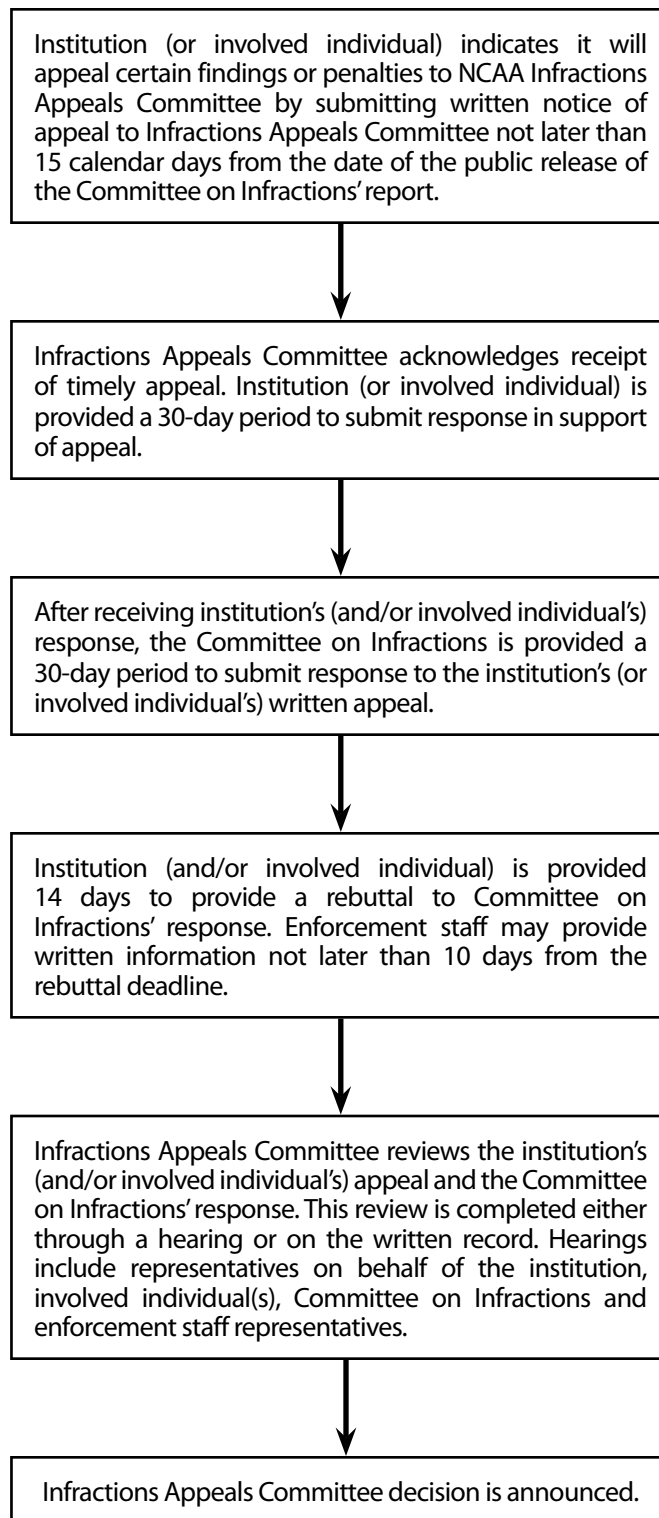 Institution (or involved individual) indicates it will
appeal certain findings or penalties to NCAA Infractions
Appeals Committee by submitting written notice of
appeal to Infractions Appeals Committee not later than
15 calendar days from the date of the public release of
the Committee on Infractions’ report.
Infractions Appeals Committee acknowledges receipt
of timely appeal. Institution (or involved individual) is
provided a 30-day period to submit response in support
of appeal.
After receiving institution’s (and/or involved individual’s)
response, the Committee on Infractions is provided a
30-day period to submit response to the institution’s (or
involved individual’s) written appeal.
Institution (and/or involved individual) is provided
14 days to provide a rebuttal to Committee on
Infractions’ response. Enforcement staff may provide
written information not later than 10 days from the
rebuttal deadline.
Infractions Appeals Committee reviews the institution’s
(and/or involved individual’s) appeal and the Committee
on Infractions’ response. This review is completed either
through a hearing or on the written record. Hearings
include representatives on behalf of the institution,
involved individual(s), Committee on Infractions and
enforcement staff representatives.
Infractions Appeals Committee decision is announced.